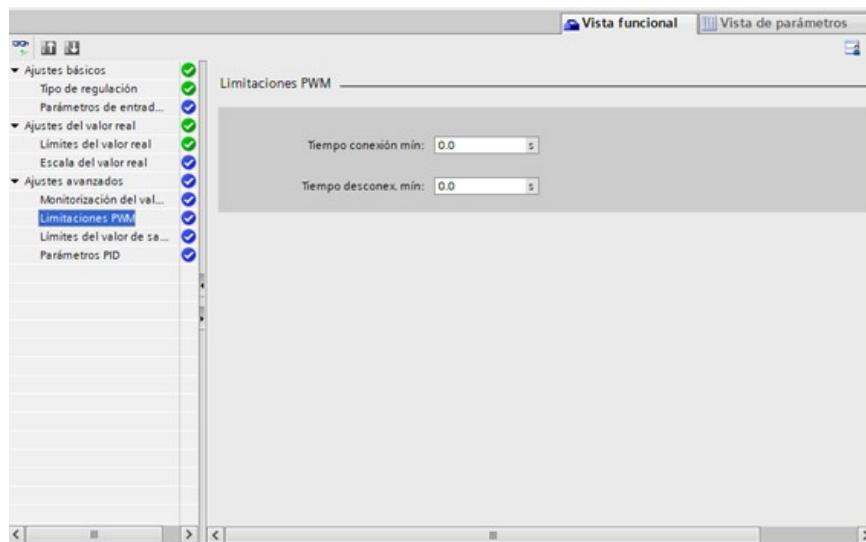 Vista funcional
Vista de parámetros
Ajustes básicos
Tipo de regulación
Parámetros de entrad...
Ajustes del valor real
Límites del valor real
Escala del valor real
Ajustes avanzados
Monitorización del val...
Limitaciones PWM
Límites del valor de sa...
Parámetros PID
Limitaciones PWM
Tiempo conexión mín: 0.0 s
Tiempo desconex. mín: 0.0 s